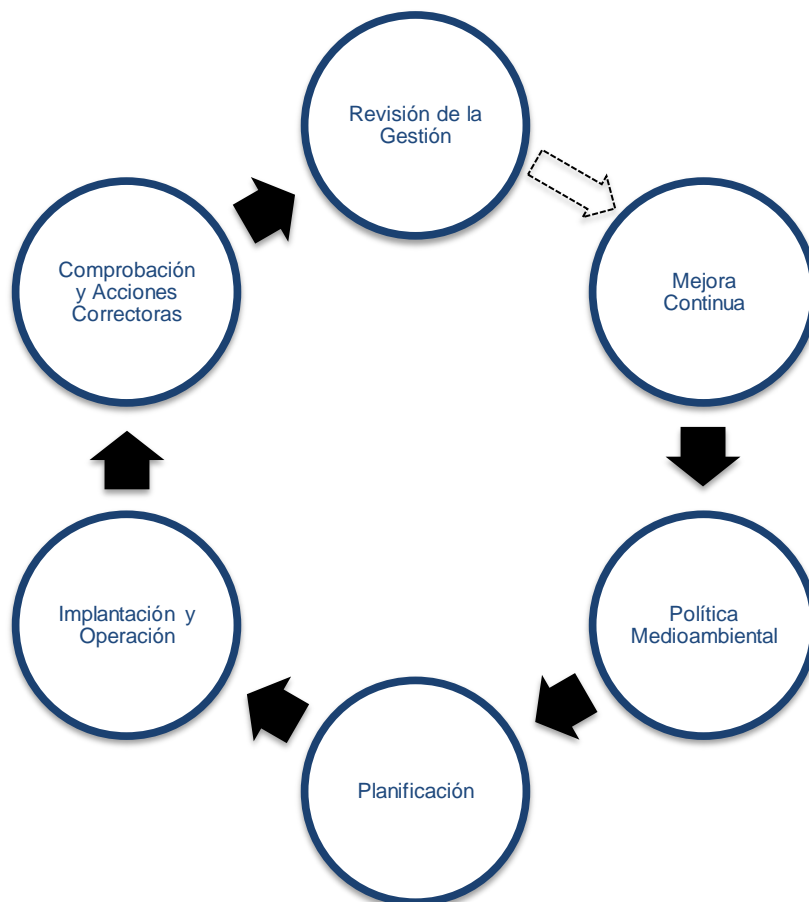 Revisión de la
Gestión
Mejora
Continua
Política
Medioambiental
Planificación
Implantación y
Operación
Comprobación
y Acciones
Correctoras